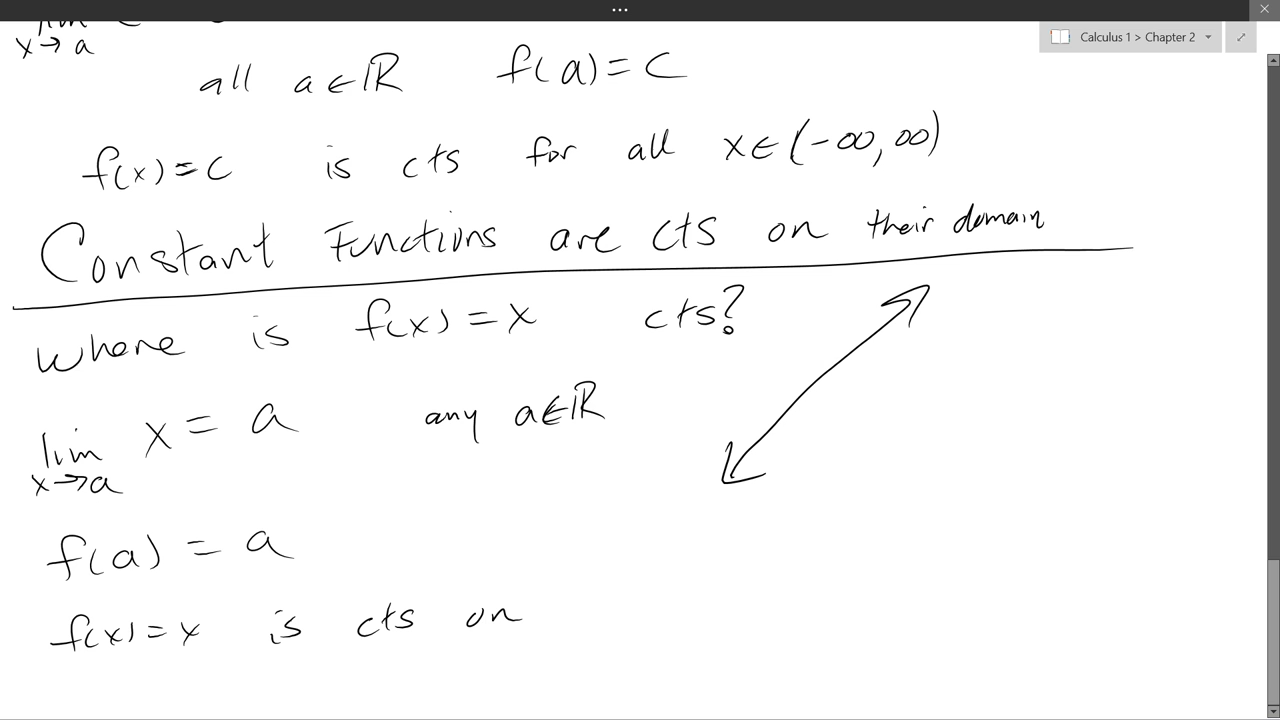 Calculus 1 > Chapter 2
x→a
all a∈ℝ f(a)=C
f(x)=C is cts for all x∈(-∞,∞)
Constant Functions are cts on their domain
where is f(x)=x cts?
lim x→a x=a any a∈ℝ
f(a)=a
f(x)=x is cts on